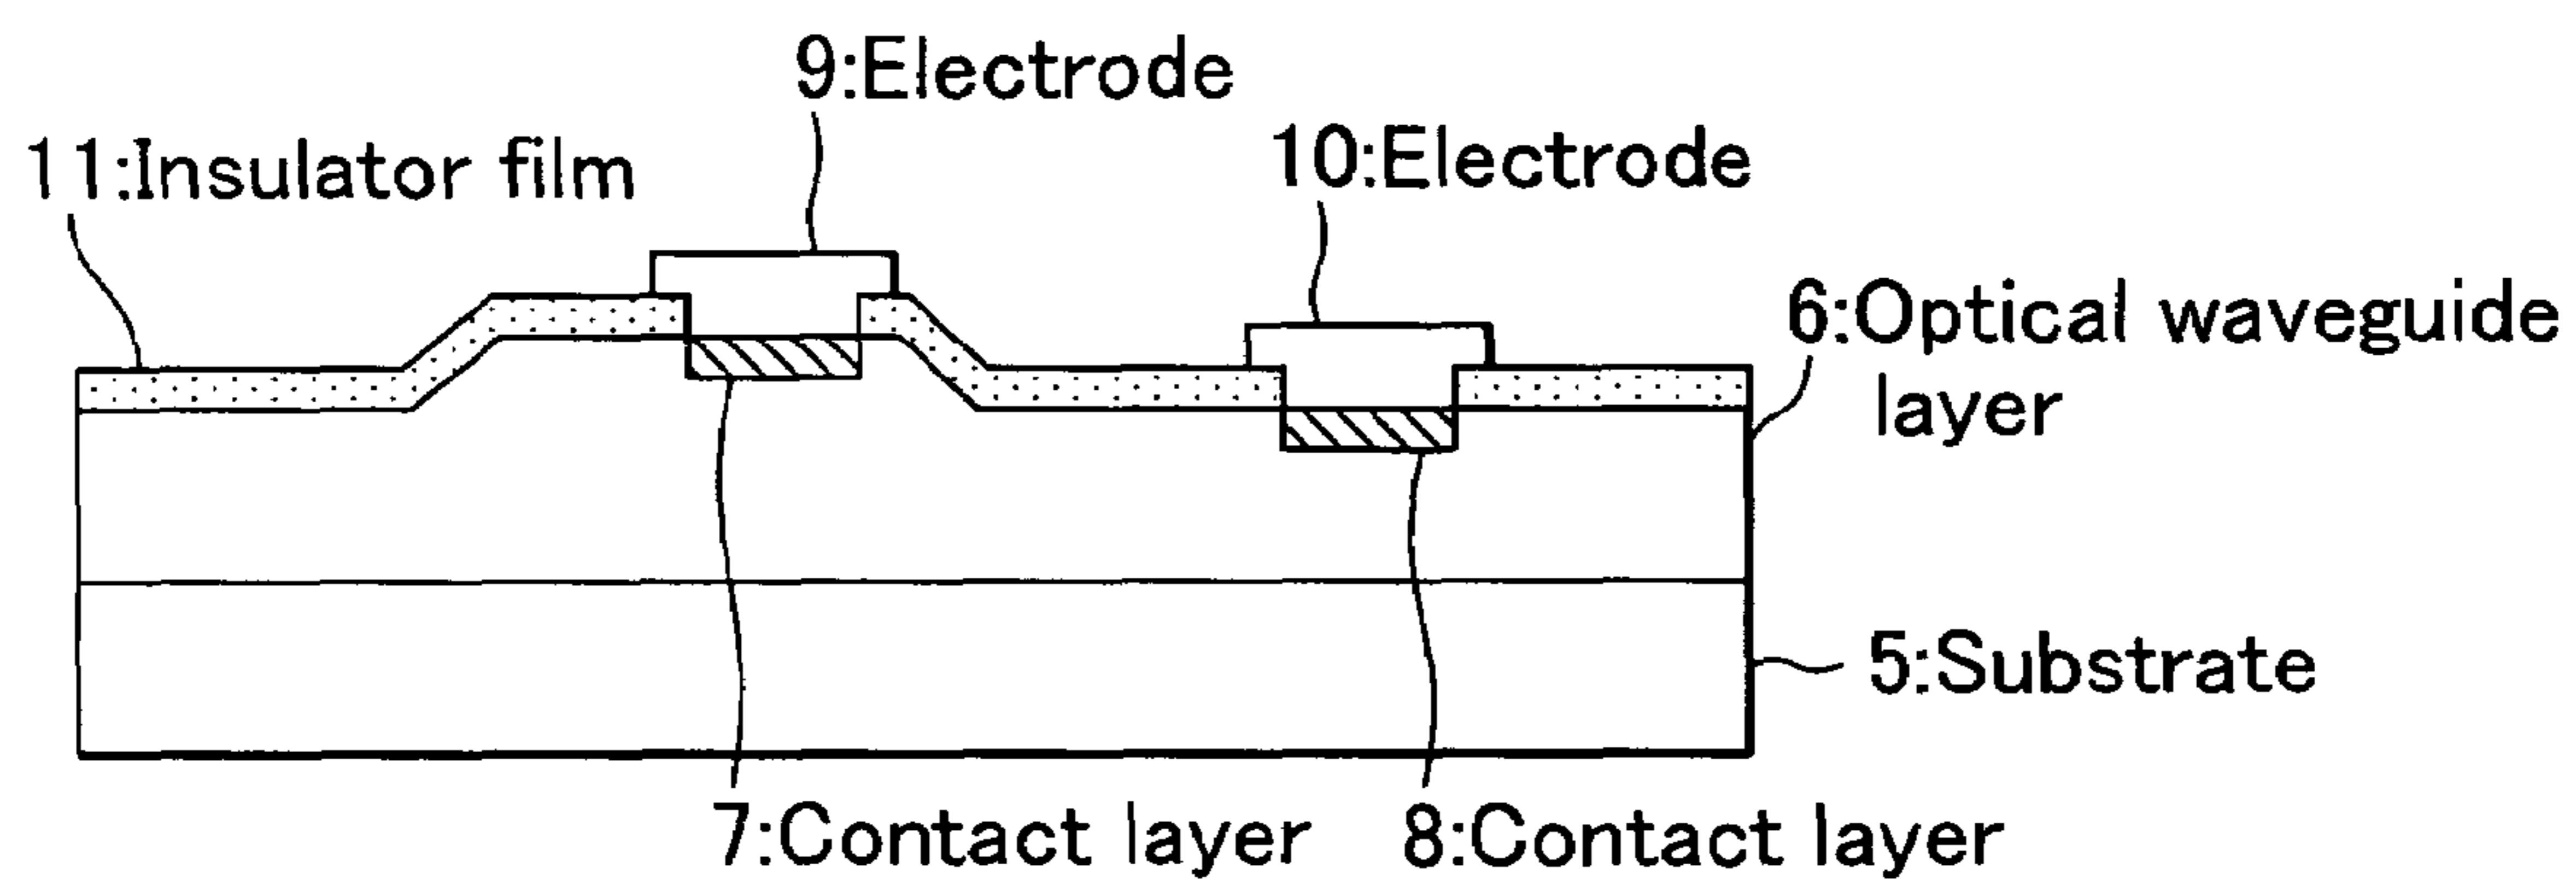 9:Electrode
10:Electrode
11:Insulator film
6:Optical waveguide
layer
5:Substrate
7:Contact layer
8:Contact layer